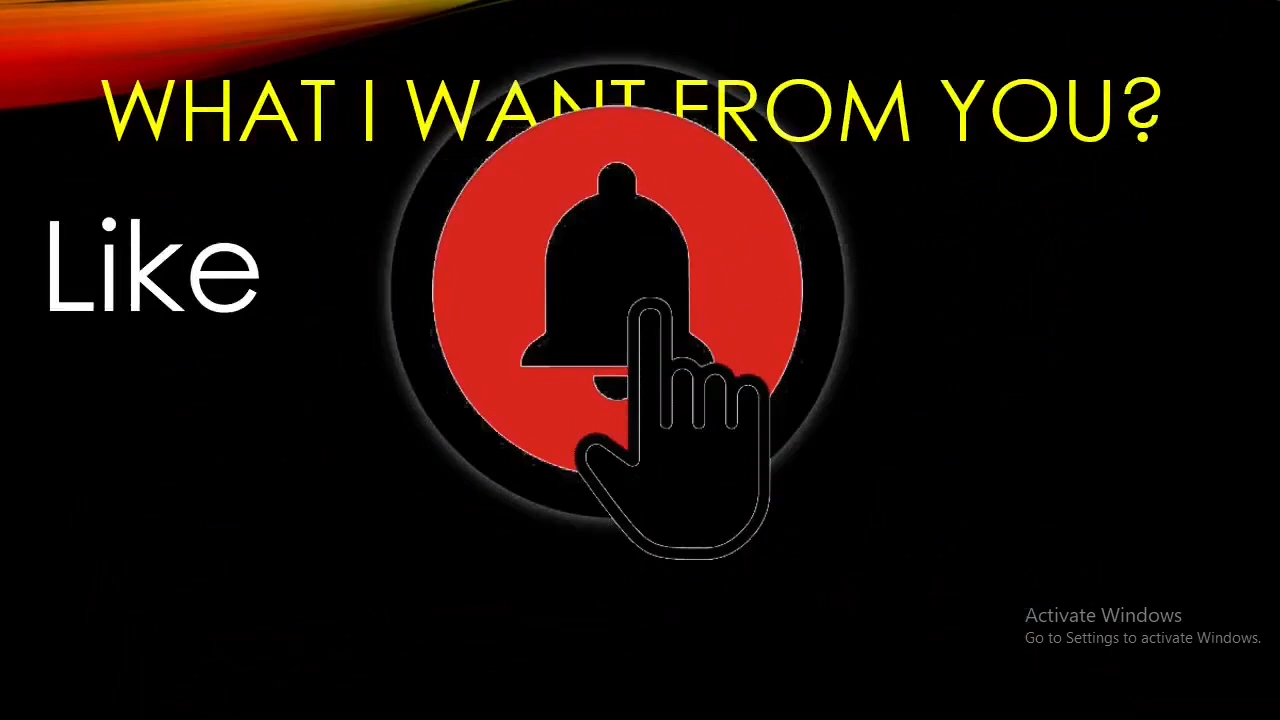 WHAT I WANT FROM YOU?
Like
Activate Windows
Go to Settings to activate Windows.